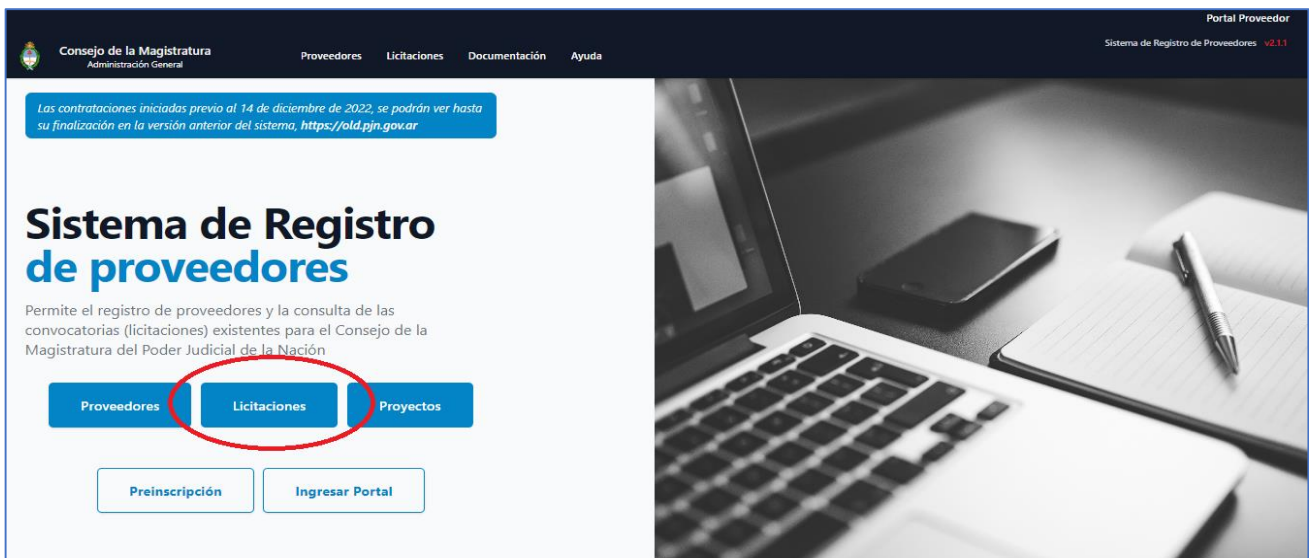 Portal Proveedor
Consejo de la Magistratura
Administración General
Proveedores Licitaciones Documentación Ayuda
Sistema de Registro de Proveedores v2.1.1
Las contrataciones iniciadas previo al 14 de diciembre de 2022, se podrán ver hasta
su finalización en la versión anterior del sistema, https://old.pjn.gov.ar
Sistema de Registro
de proveedores
Permite el registro de proveedores y la consulta de las
convocatorias (licitaciones) existentes para el Consejo de la
Magistratura del Poder Judicial de la Nación
Proveedores Licitaciones Proyectos
Preinscripción Ingresar Portal